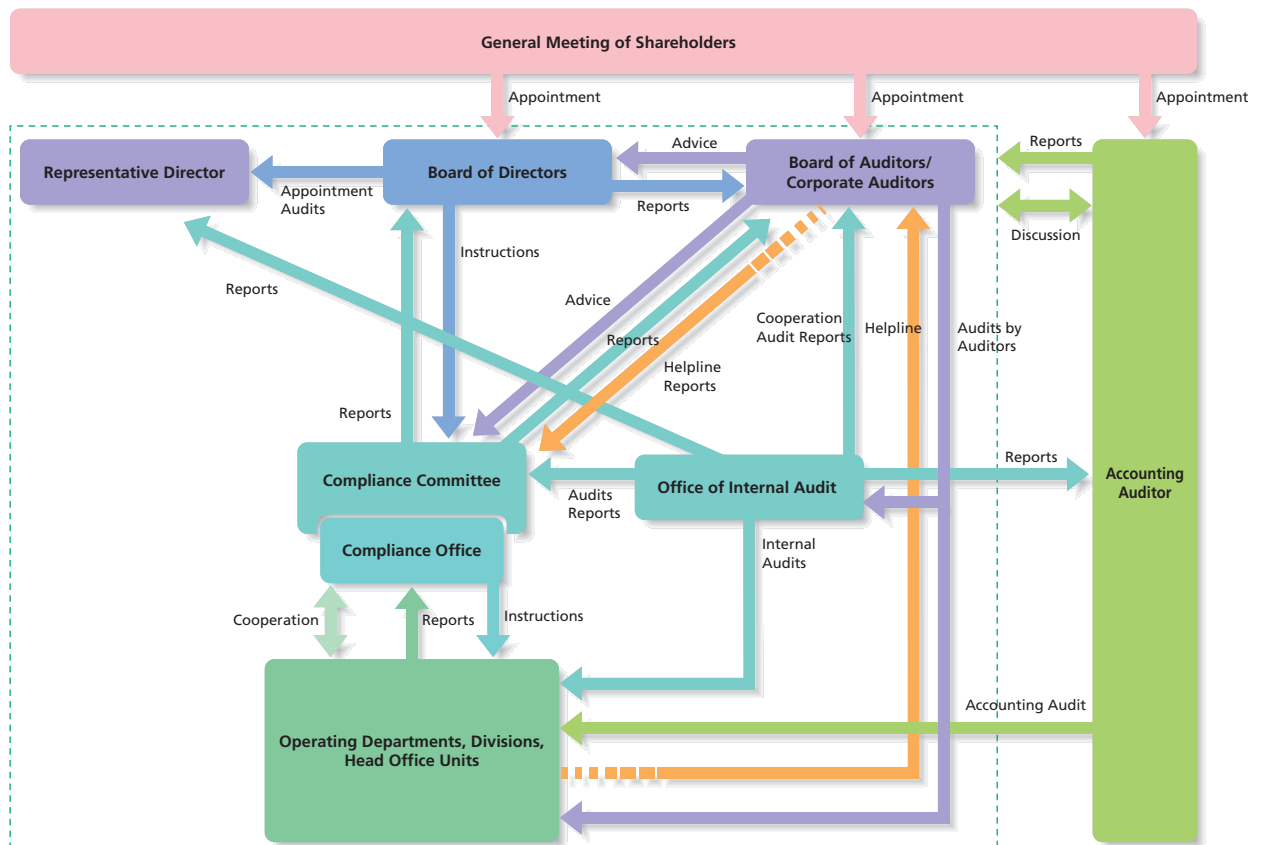 General Meeting of Shareholders
Appointment
Appointment
Appointment
Representative Director
Appointment
Audits
Board of Directors
Advice
Reports
Board of Auditors/
Corporate Auditors
Reports
Discussion
Instructions
Reports
Advice
Reports
Helpline
Reports
Cooperation
Audit Reports
Helpline
Audits by
Auditors
Reports
Compliance Committee
Audits
Reports
Office of Internal Audit
Reports
Accounting
Auditor
Compliance Office
Internal
Audits
Cooperation
Reports
Instructions
Accounting Audit
Operating Departments, Divisions,
Head Office Units